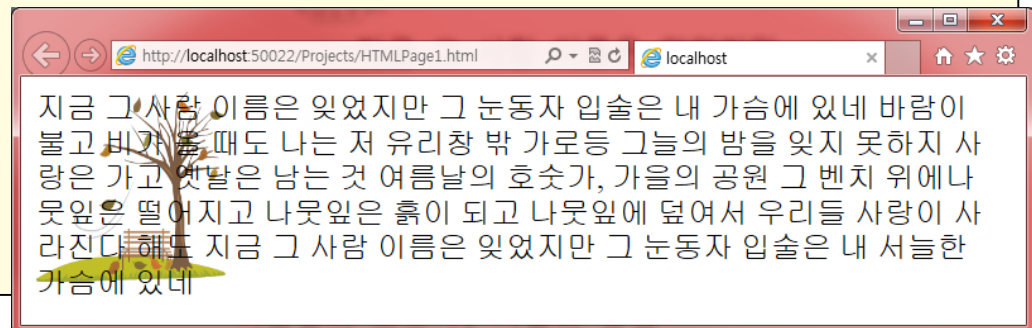 http://localhost:50022/Projects/HTMLPage1.html
localhost
지금 그 사람 이름은 잊었지만 그 눈동자 입술은 내 가슴에 있네 바람이
불고 비가 올 때도 나는 저 유리창 밖 가로등 그늘의 밤을 잊지 못하지 사
랑은 가고 옛날은 남는 것 여름날의 호숫가, 가을의 공원 그 벤치 위에나
뭇잎은 떨어지고 나뭇잎은 흙이 되고 나뭇잎에 덮여서 우리들 사랑이 사
라진다 해도 지금 그 사람 이름은 잊었지만 그 눈동자 입술은 내 서늘한
가슴에 있네